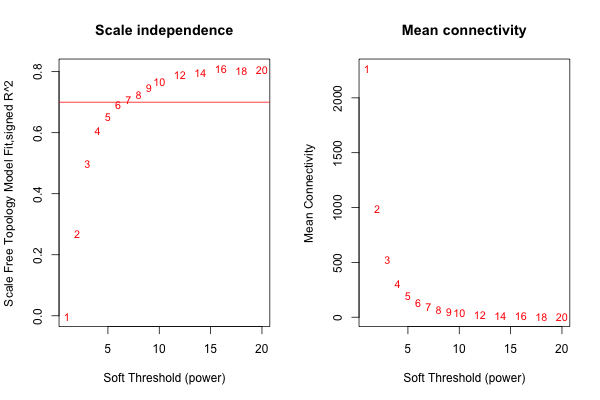 Scale independence
Scale Free Topology Model Fit,signed R^2
0.0 0.2 0.4 0.6 0.8
1 2 3 4 5 6 7 8 9 10 12 14 16 18 20
5 10 15 20
Soft Threshold (power)
Mean connectivity
Mean Connectivity
0 500 1000 1500 2000
1 2 3 4 5 6 7 8 9 10 12 14 16 18 20
5 10 15 20
Soft Threshold (power)